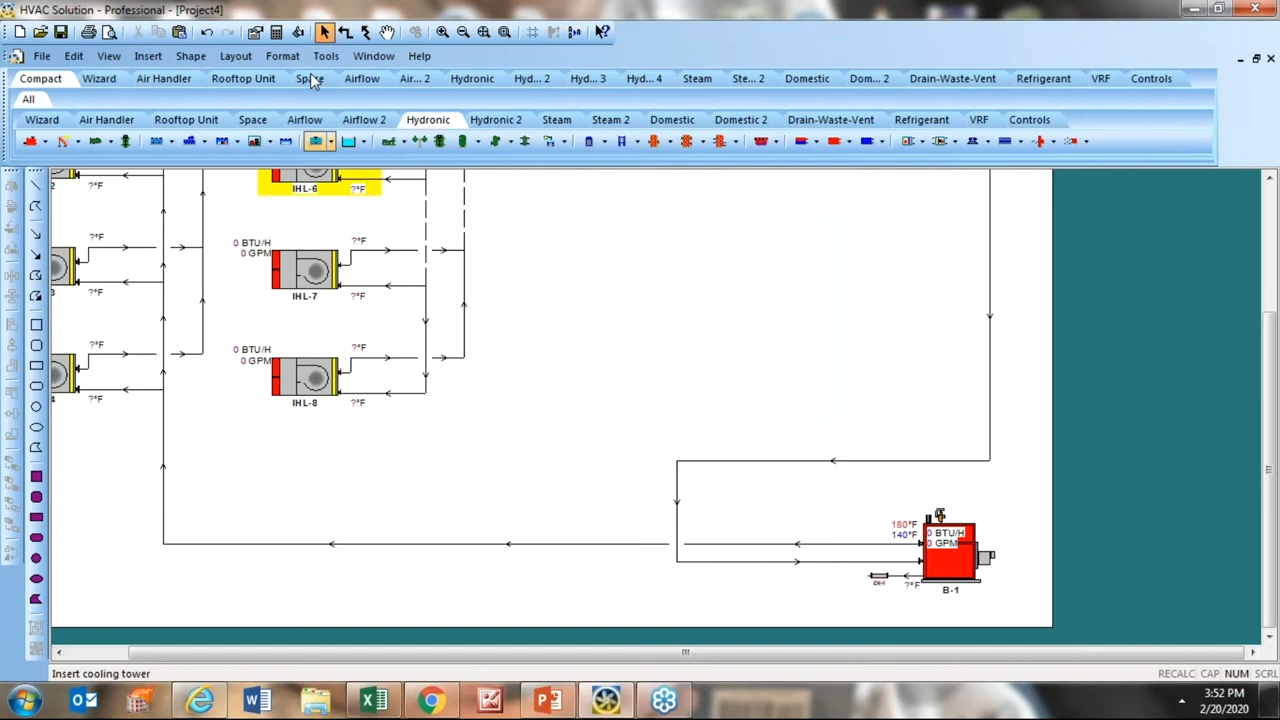 HVAC Solution - Professional - [Project4]
File Edit View Insert Shape Layout Format Tools Window Help
Compact Wizard Air Handler Rooftop Unit Space Airflow Air... 2 Hydronic Hyd... 2 Hyd... 3 Hyd... 4 Steam Ste... 2 Domestic Dom... 2 Drain-Waste-Vent Refrigerant VRF Controls
All
Wizard Air Handler Rooftop Unit Space Airflow Airflow 2 Hydronic Hydronic 2 Steam Steam 2 Domestic Domestic 2 Drain-Waste-Vent Refrigerant VRF Controls
2 ?°F IHL-6 ?°F
?°F 0 BTU/H ?°F
0 GPM
3 ?°F IHL-7 ?°F
?°F 0 BTU/H ?°F
0 GPM
4 ?°F IHL-8 ?°F
180°F 0 BTU/H
140°F 0 GPM
?°F
B-1
Insert cooling tower RECALC CAP NUM SCRL
3:52 PM
2/20/2020